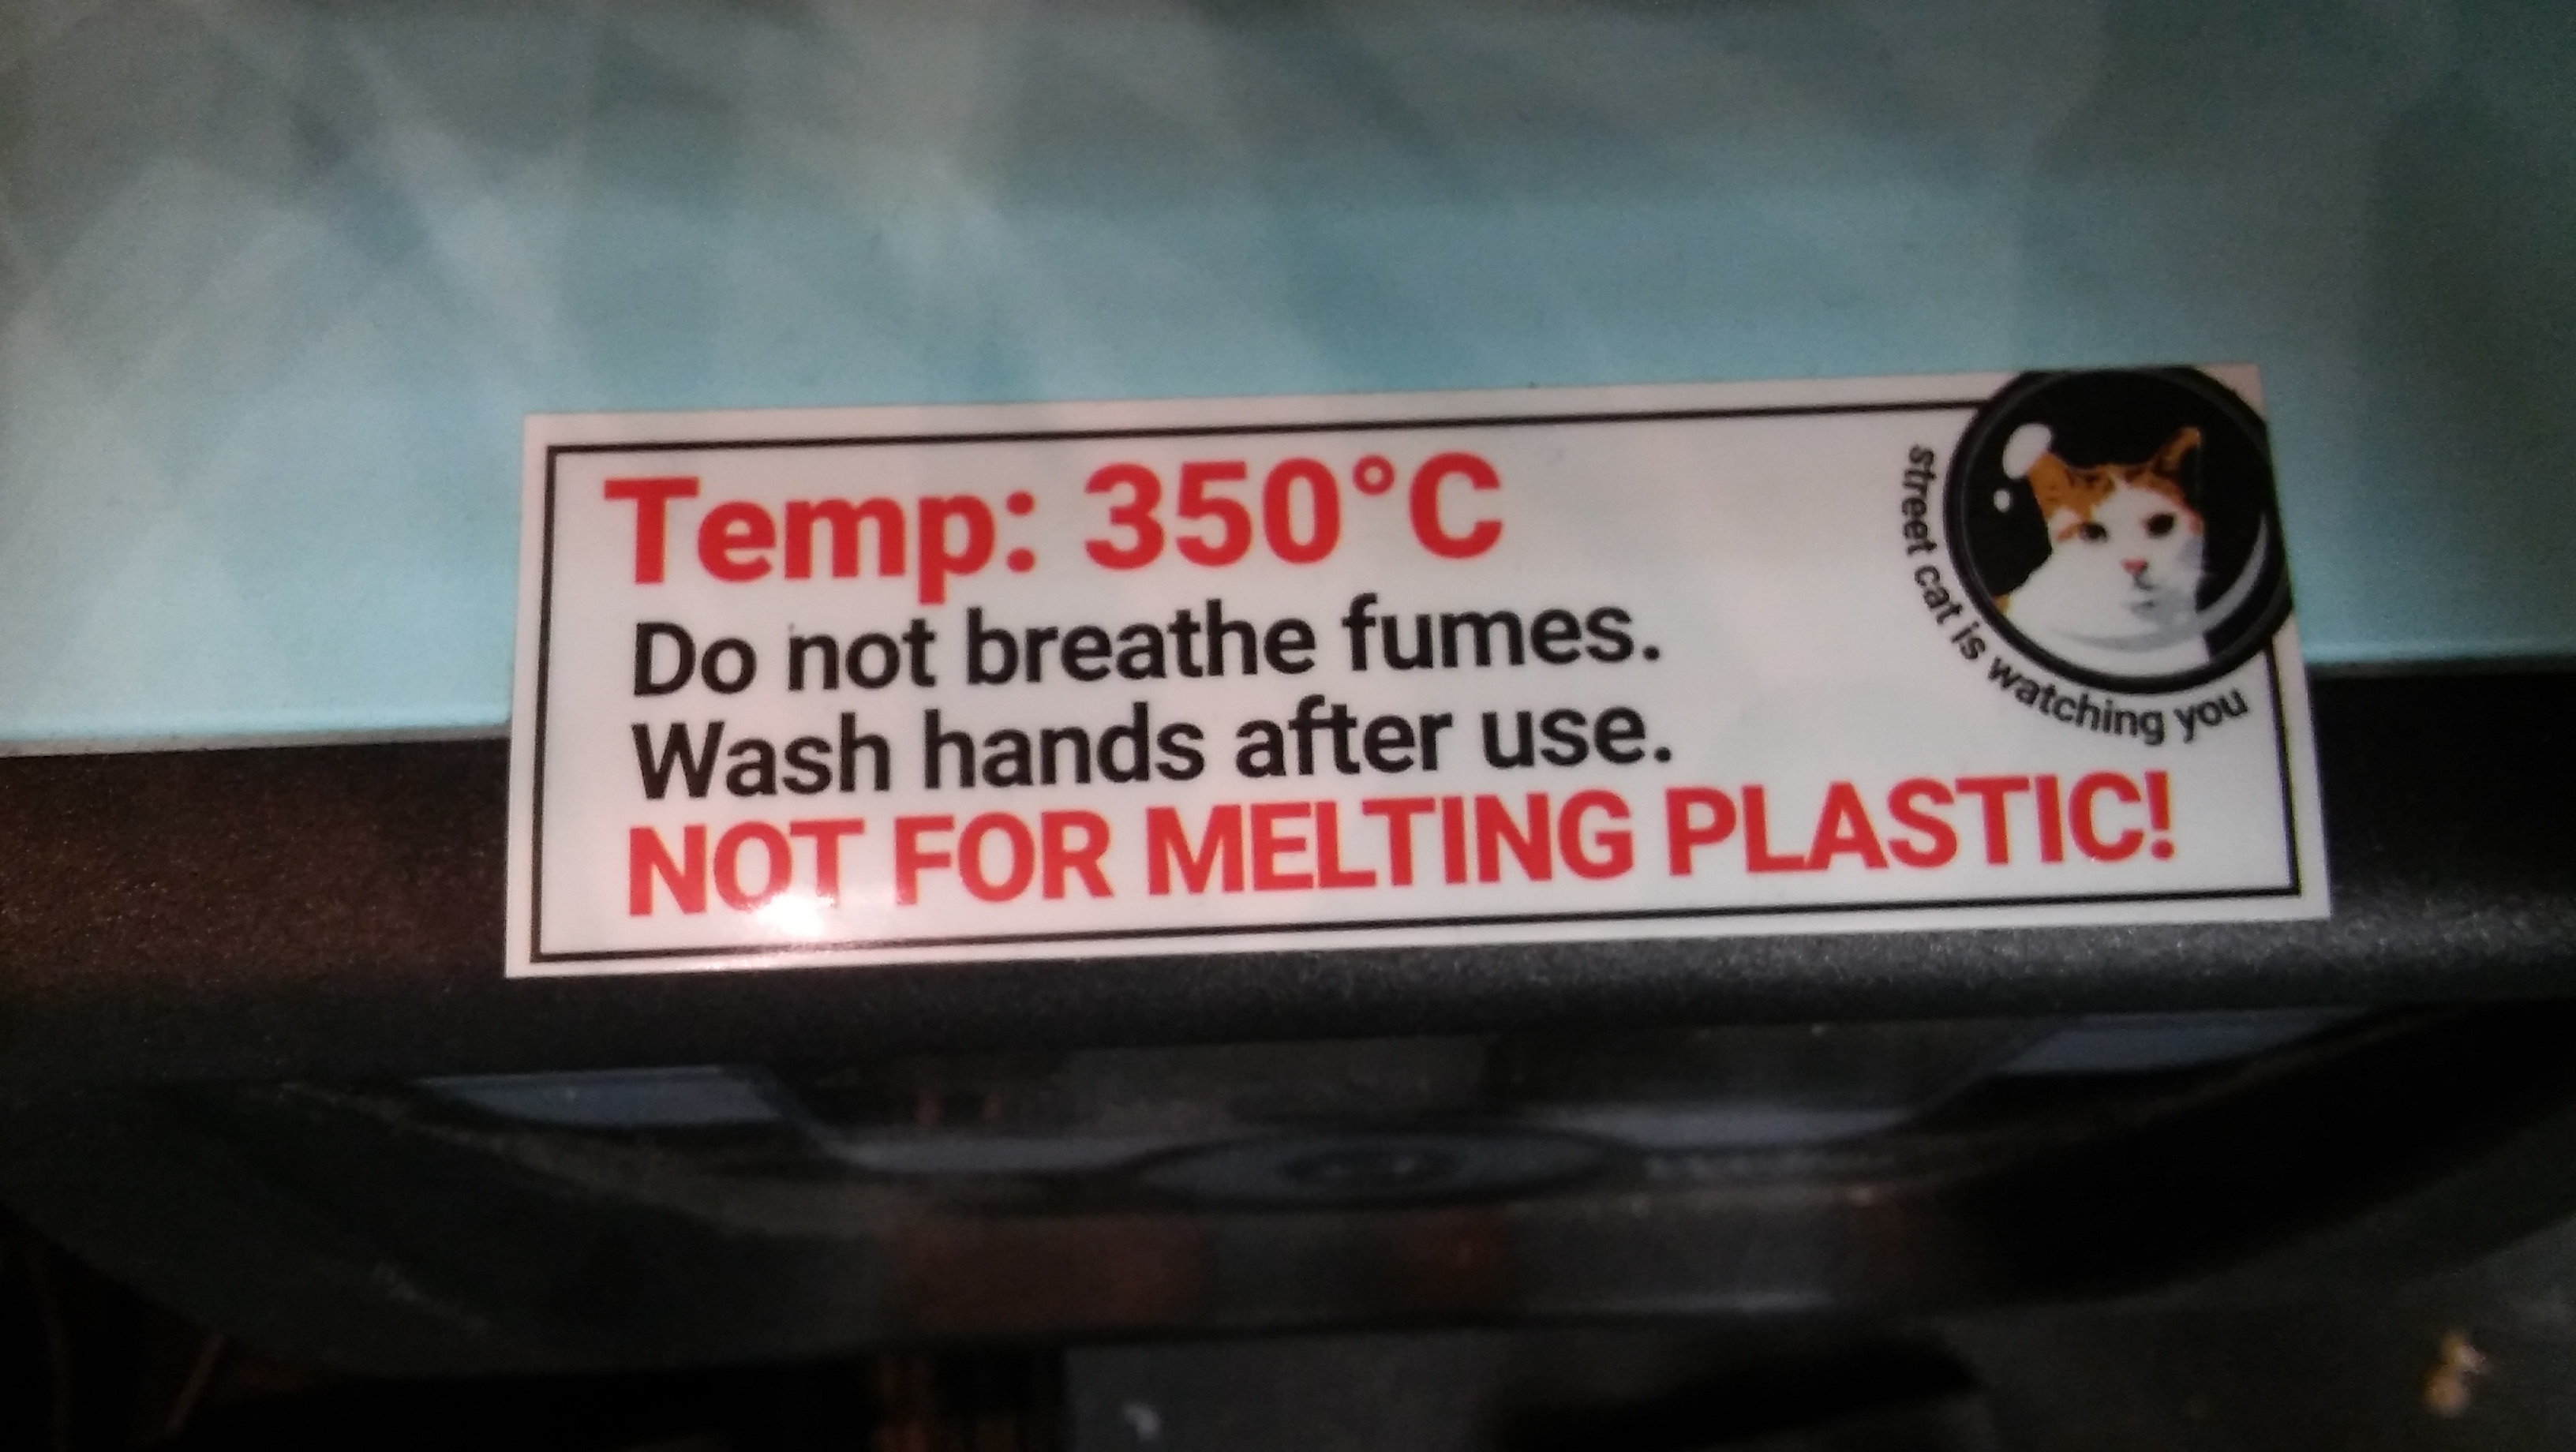 Temp: 350°C
Do not breathe fumes.
Wash hands after use.
NOT FOR MELTING PLASTIC!
street cat is watching you